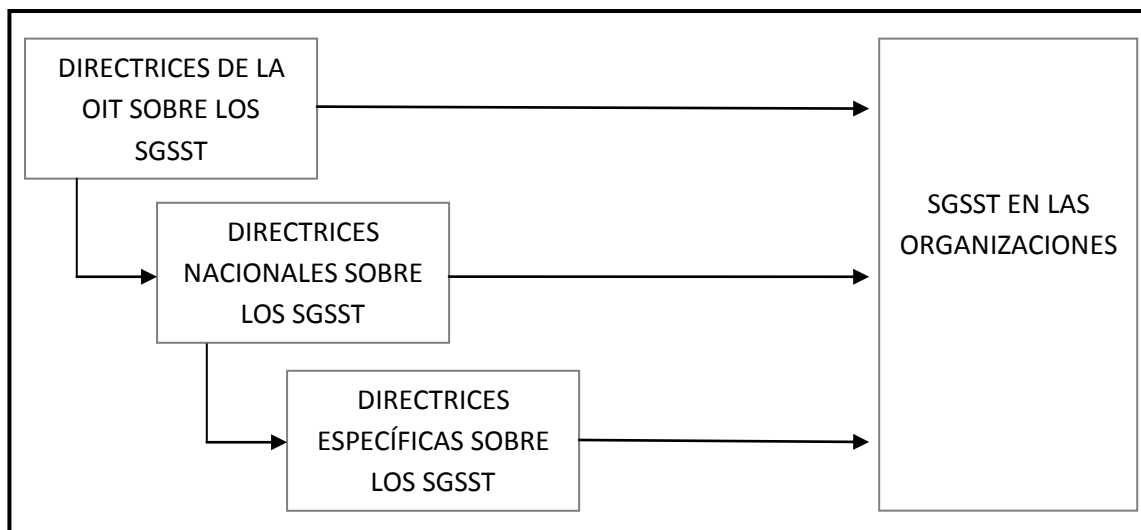 DIRECTRICES DE LA
OIT SOBRE LOS
SGSST
DIRECTRICES
NACIONALES SOBRE
LOS SGSST
DIRECTRICES
ESPECÍFICAS SOBRE
LOS SGSST
SGSST EN LAS
ORGANIZACIONES